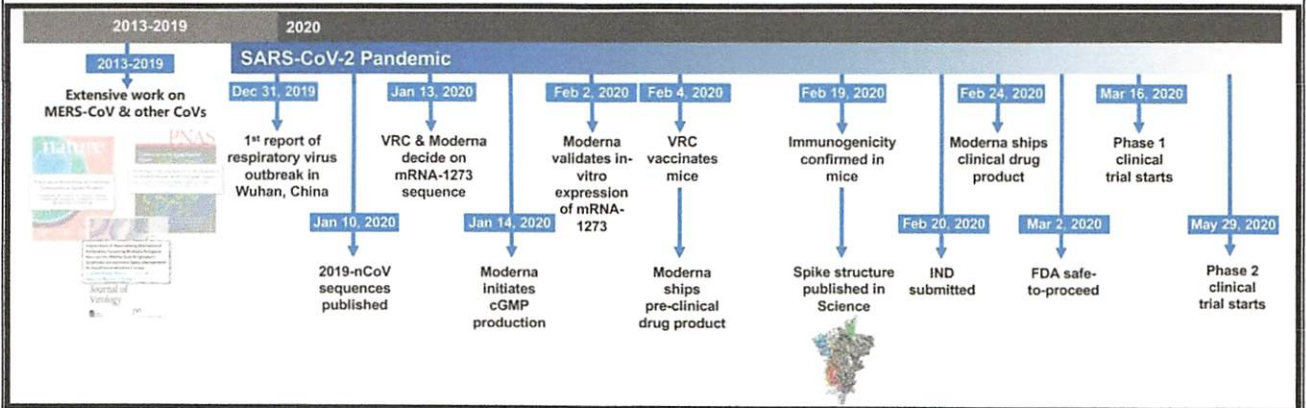 2013-2019
2020
SARS-CoV-2 Pandemic
2013-2019
Extensive work on
MERS-CoV & other CoVs
nature
PNAS
Journal of
Virology
Dec 31, 2019
1st report of
respiratory virus
outbreak in
Wuhan, China
Jan 10, 2020
2019-nCoV
sequences
published
Jan 13, 2020
VRC & Moderna
decide on
mRNA-1273
sequence
Jan 14, 2020
Moderna
initiates
cGMP
production
Feb 2, 2020
Moderna
validates in-
vitro
expression
of mRNA-
1273
Feb 4, 2020
VRC
vaccinates
mice
Moderna
ships
pre-clinical
drug product
Feb 19, 2020
Immunogenicity
confirmed in
mice
Spike structure
published in
Science
Feb 20, 2020
IND
submitted
Feb 24, 2020
Moderna ships
clinical drug
product
Mar 2, 2020
FDA safe-
to-proceed
Mar 16, 2020
Phase 1
clinical
trial starts
May 29, 2020
Phase 2
clinical
trial starts